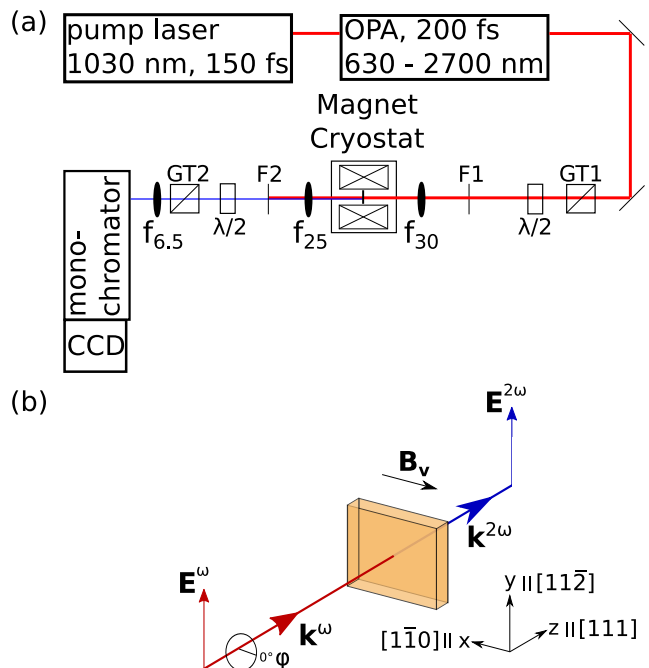 (a)
pump laser
1030 nm, 150 fs
OPA, 200 fs
630 - 2700 nm
Magnet
Cryostat
GT2
F2
F1
GT1
λ/2
f₂₅
f₃₀
λ/2
f₆.₅
mono-
chromator
CCD
(b)
E²ω
Bᵥ
k²ω
Eω
kω
0° φ
y || [112̄]
[11̄0] || x
z || [111]